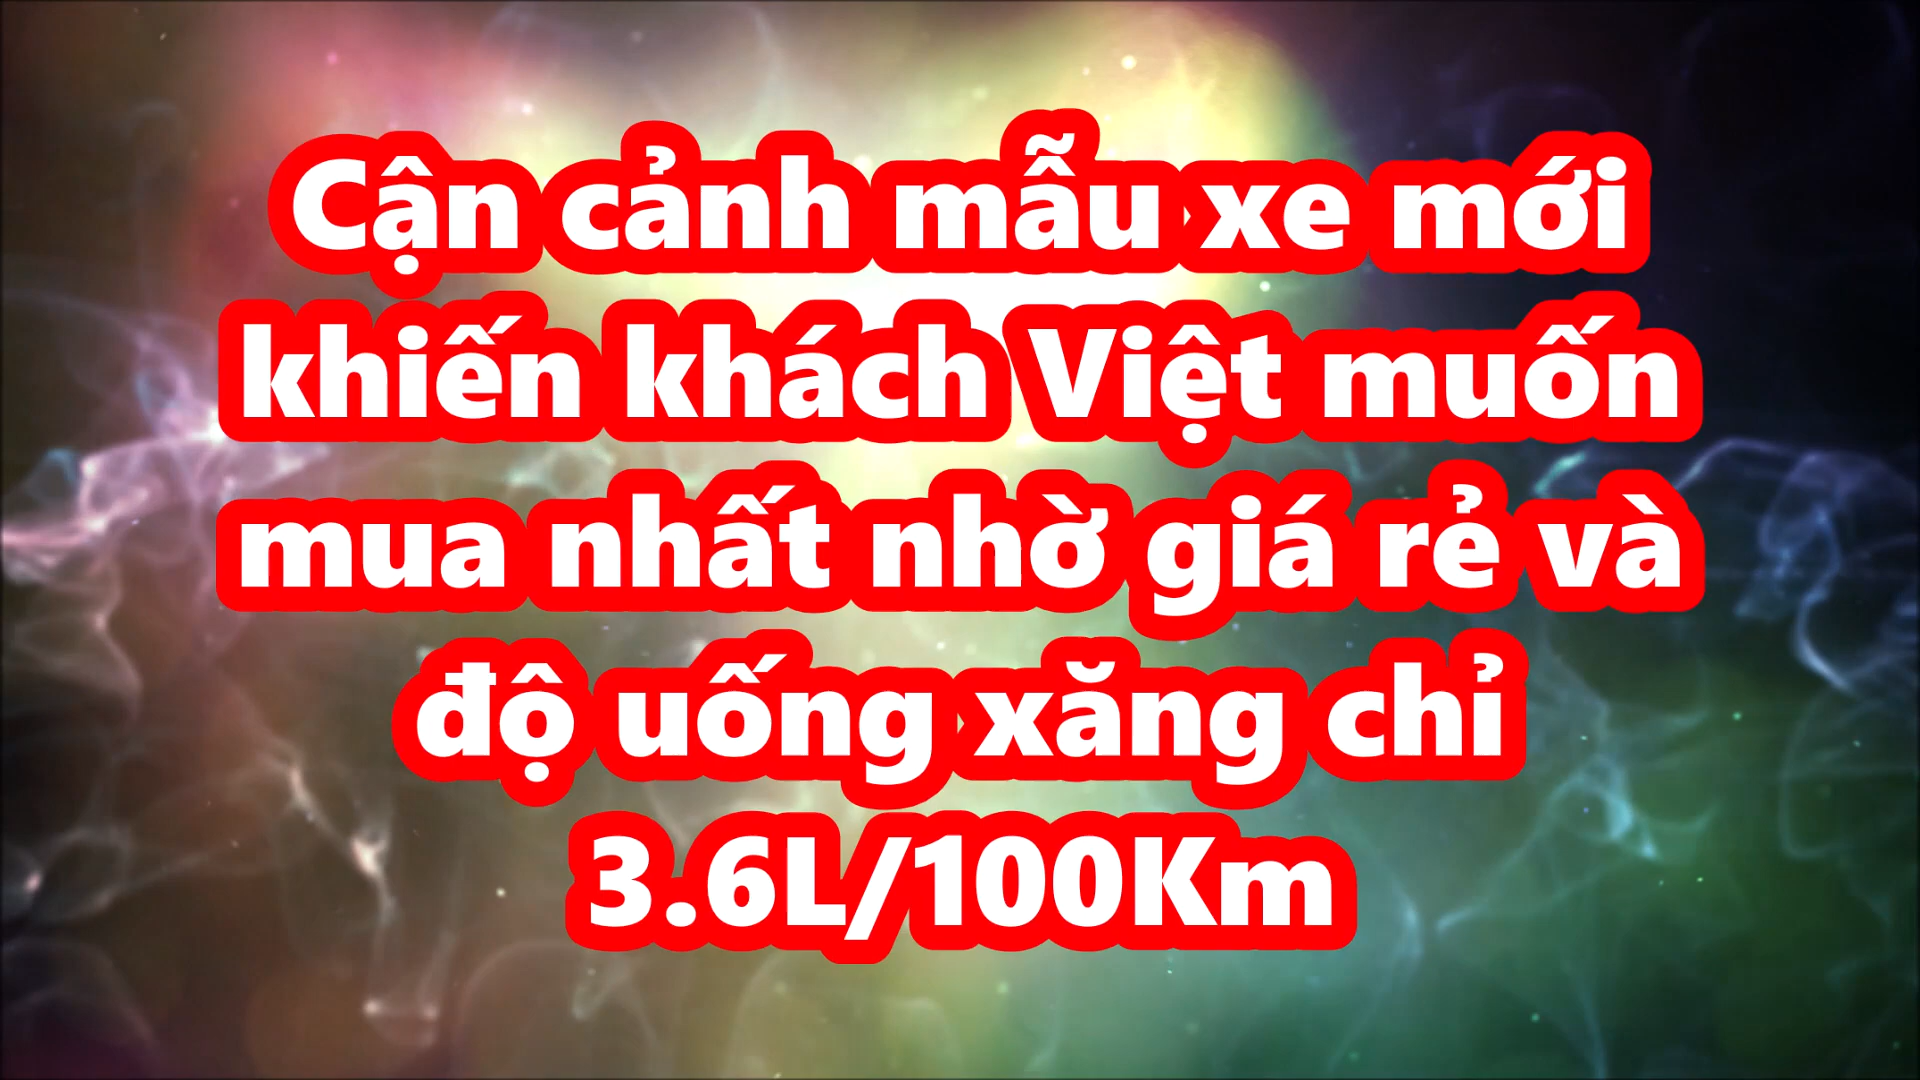 Cận cảnh mẫu xe mới
khiến khách Việt muốn
mua nhất nhờ giá rẻ và
độ uống xăng chỉ
3.6L/100Km